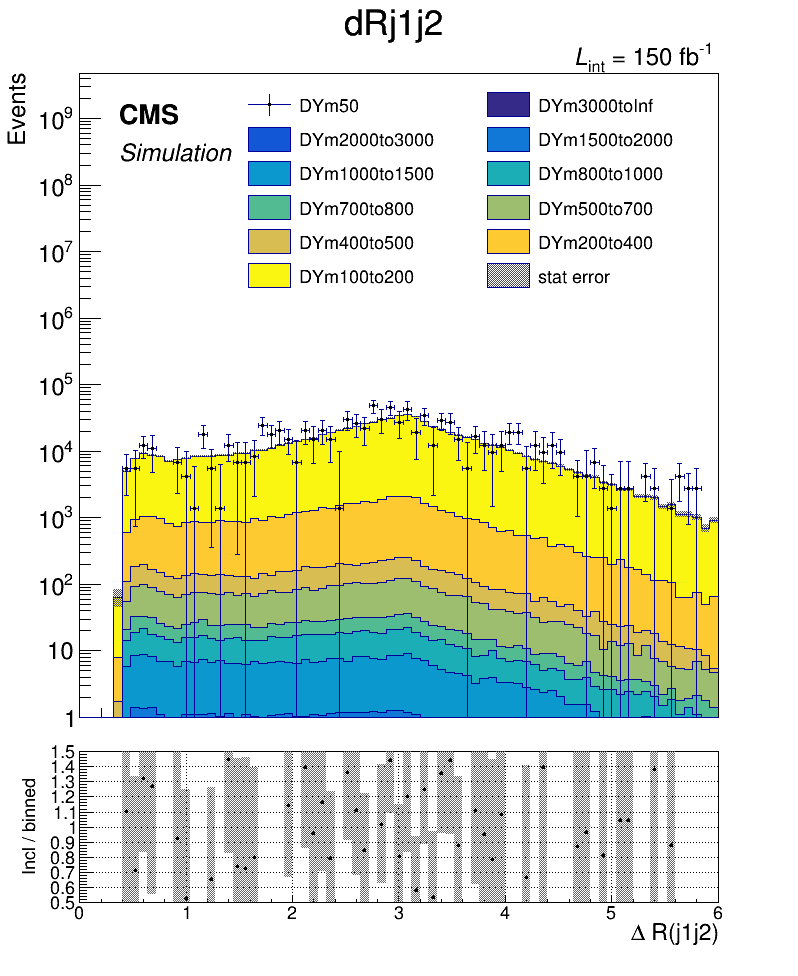 dRj1j2
L_int = 150 fb^-1
Events
CMS
Simulation
DYm50
DYm3000toInf
DYm2000to3000
DYm1500to2000
DYm1000to1500
DYm800to1000
DYm700to800
DYm500to700
DYm400to500
DYm200to400
DYm100to200
stat error
10^9
10^8
10^7
10^6
10^5
10^4
10^3
10^2
10
1
Incl / binned
1.5
1.4
1.3
1.2
1.1
1
0.9
0.8
0.7
0.6
0.5
0 1 2 3 4 5 6
Δ R(j1j2)